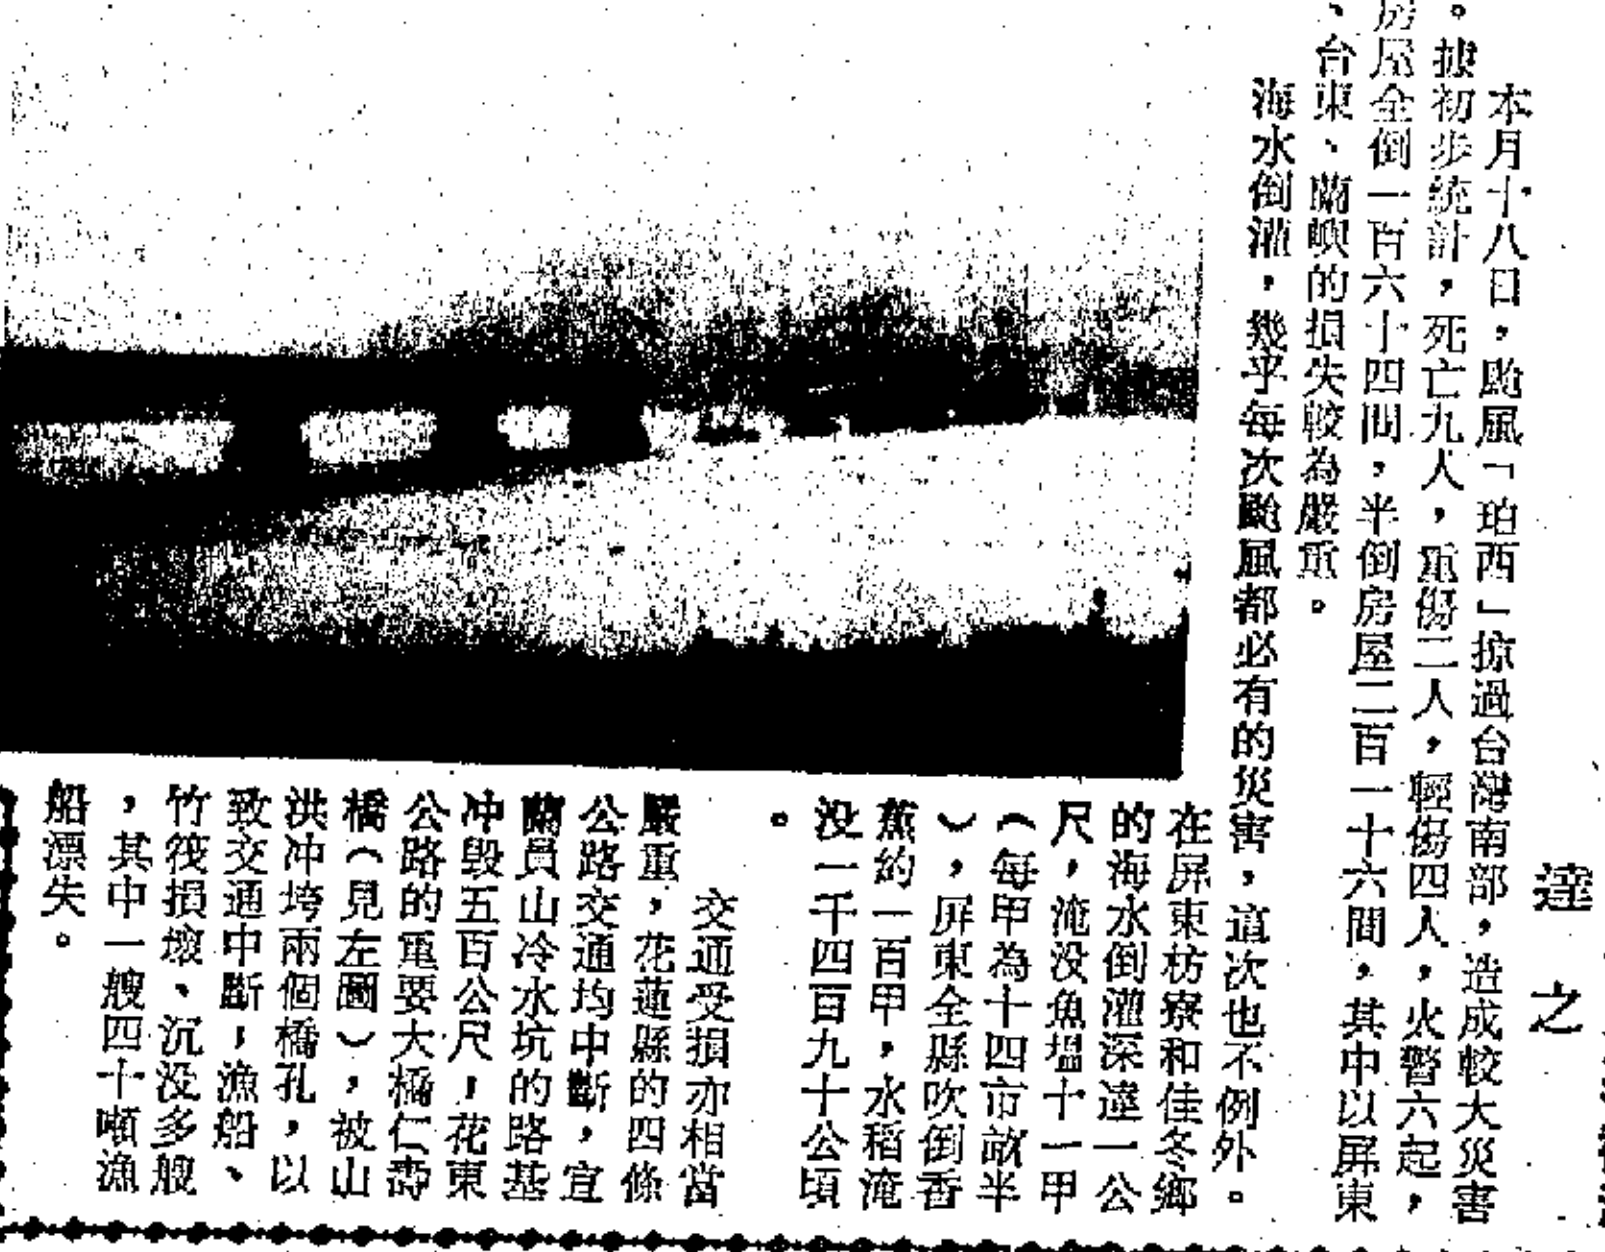 達之
本月十八日，颱風「珀西」掠過台灣南部，造成較大災害
。據初步統計，死亡九人，重傷二人，輕傷四人，火警六起，
房屋全倒一百六十四間，半倒房屋二百一十六間，其中以屏東
、台東、蘭嶼的損失較為嚴重。
海水倒灌，幾乎每次颱風都必有的災害，這次也不例外。
在屏東枋寮和佳冬鄉
的海水倒灌深達一公
尺，淹没魚塭十一甲
（每甲為十四市畝半
），屏東全縣吹倒香
蕉約一百甲，水稻淹
没一千四百九十公頃
。
交通受損亦相當
嚴重，花蓮縣的四條
公路交通均中斷，宜
蘭員山冷水坑的路基
冲毀五百公尺，花東
公路的重要大橋仁壽
橋（見左圖），被山
洪冲垮兩個橋孔，以
致交通中斷，漁船、
竹筏損壞、沉没多艘
，其中一艘四十噸漁
船漂失。